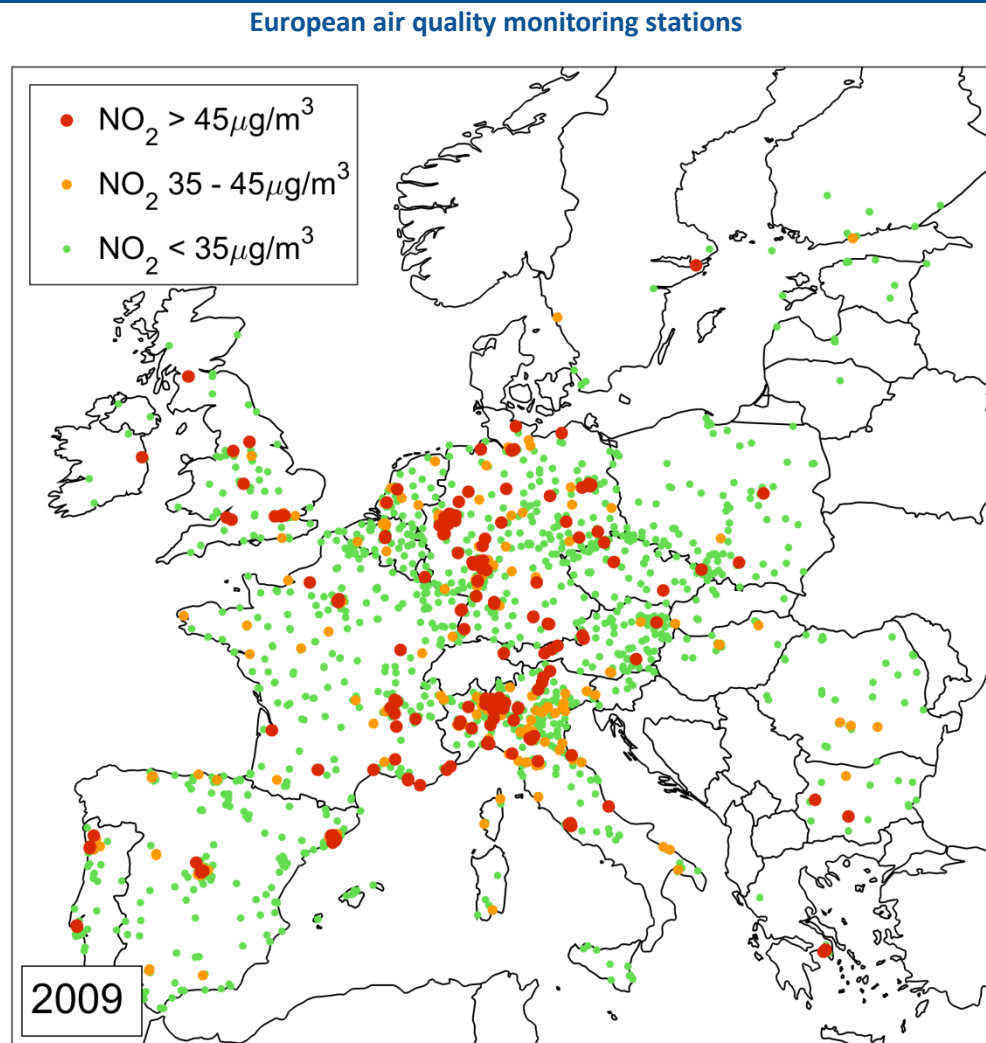 European air quality monitoring stations
NO₂ > 45μg/m³
NO₂ 35 - 45μg/m³
NO₂ < 35μg/m³
2009